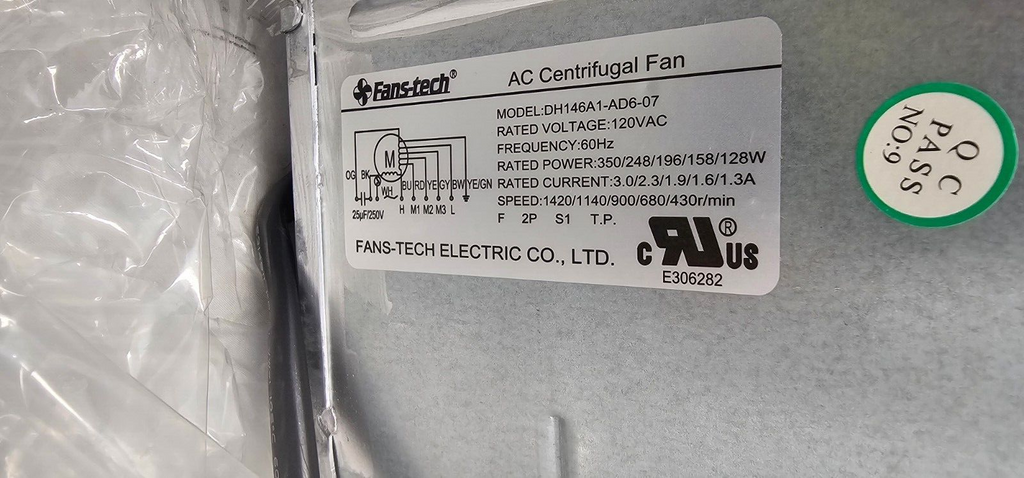 Fans-tech®
AC Centrifugal Fan
MODEL:DH146A1-AD6-07
RATED VOLTAGE:120VAC
FREQUENCY:60Hz
RATED POWER:350/248/196/158/128W
RATED CURRENT:3.0/2.3/1.9/1.6/1.3A
SPEED:1420/1140/900/680/430r/min
F 2P S1 T.P.
M
OG BK WH BU RD YE GY BW YE/GN
25µF/250V H M1 M2 M3 L
FANS-TECH ELECTRIC CO., LTD.
c RU® US
E306282
Q C
PASS
NO.9